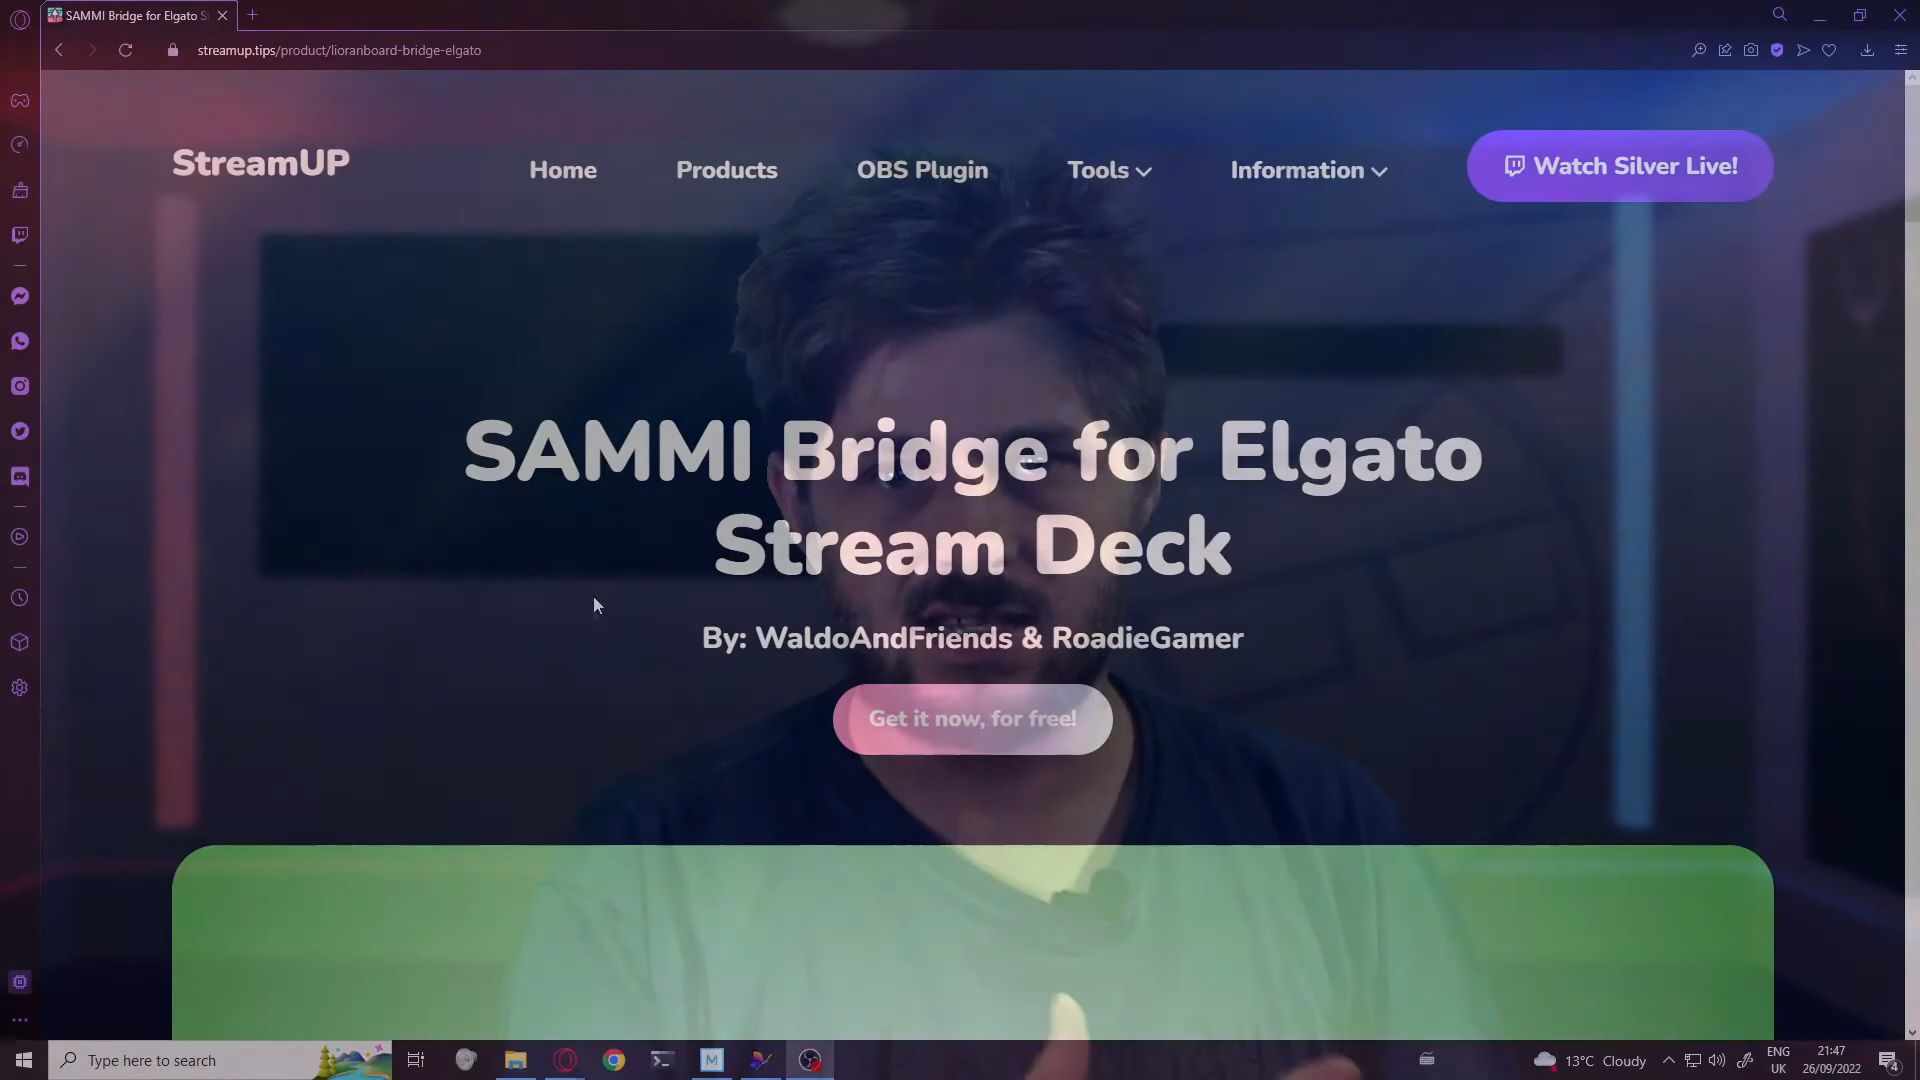 SAMMI Bridge for Elgato S
streamup.tips/product/lioranboard-bridge-elgato
StreamUP
Home
Products
OBS Plugin
Tools
Information
Watch Silver Live!
SAMMI Bridge for Elgato
Stream Deck
By: WaldoAndFriends & RoadieGamer
Get it now, for free!
Type here to search
M
13°C Cloudy
ENG
UK
21:47
26/09/2022
4